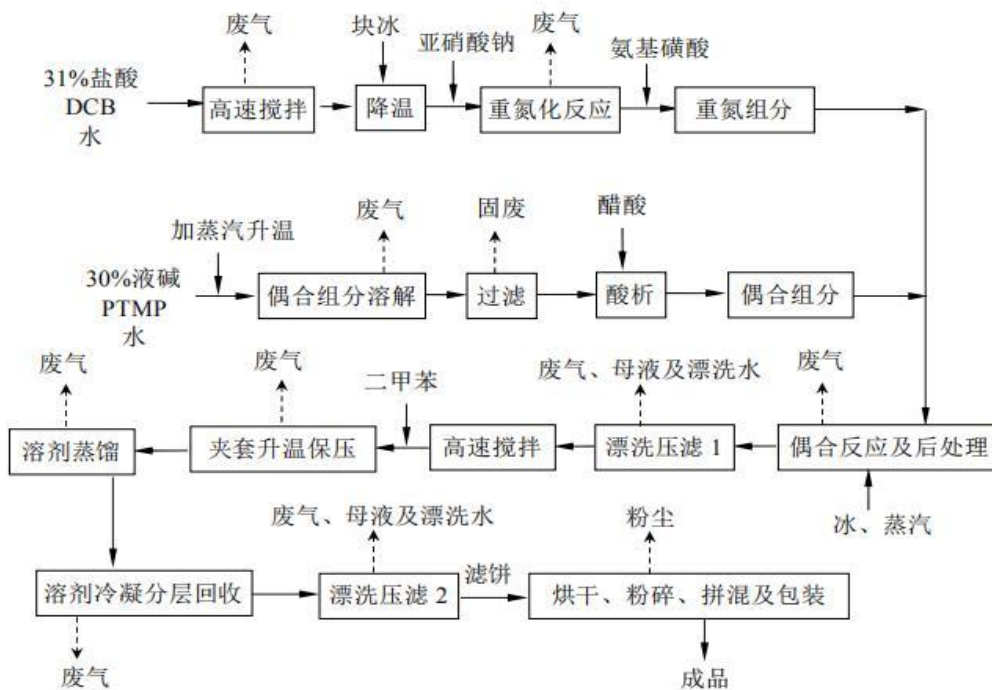 废气
块冰
亚硝酸钠
废气
氨基磺酸
31%盐酸
DCB
水
高速搅拌
降温
重氮化反应
重氮组分
加蒸汽升温
废气
固废
醋酸
30%液碱
PTMP
水
偶合组分溶解
过滤
酸析
偶合组分
废气
废气
二甲苯
废气、母液及漂洗水
废气
溶剂蒸馏
夹套升温保压
高速搅拌
漂洗压滤 1
偶合反应及后处理
冰、蒸汽
废气、母液及漂洗水
粉尘
溶剂冷凝分层回收
漂洗压滤 2
滤饼
烘干、粉碎、拼混及包装
废气
成品